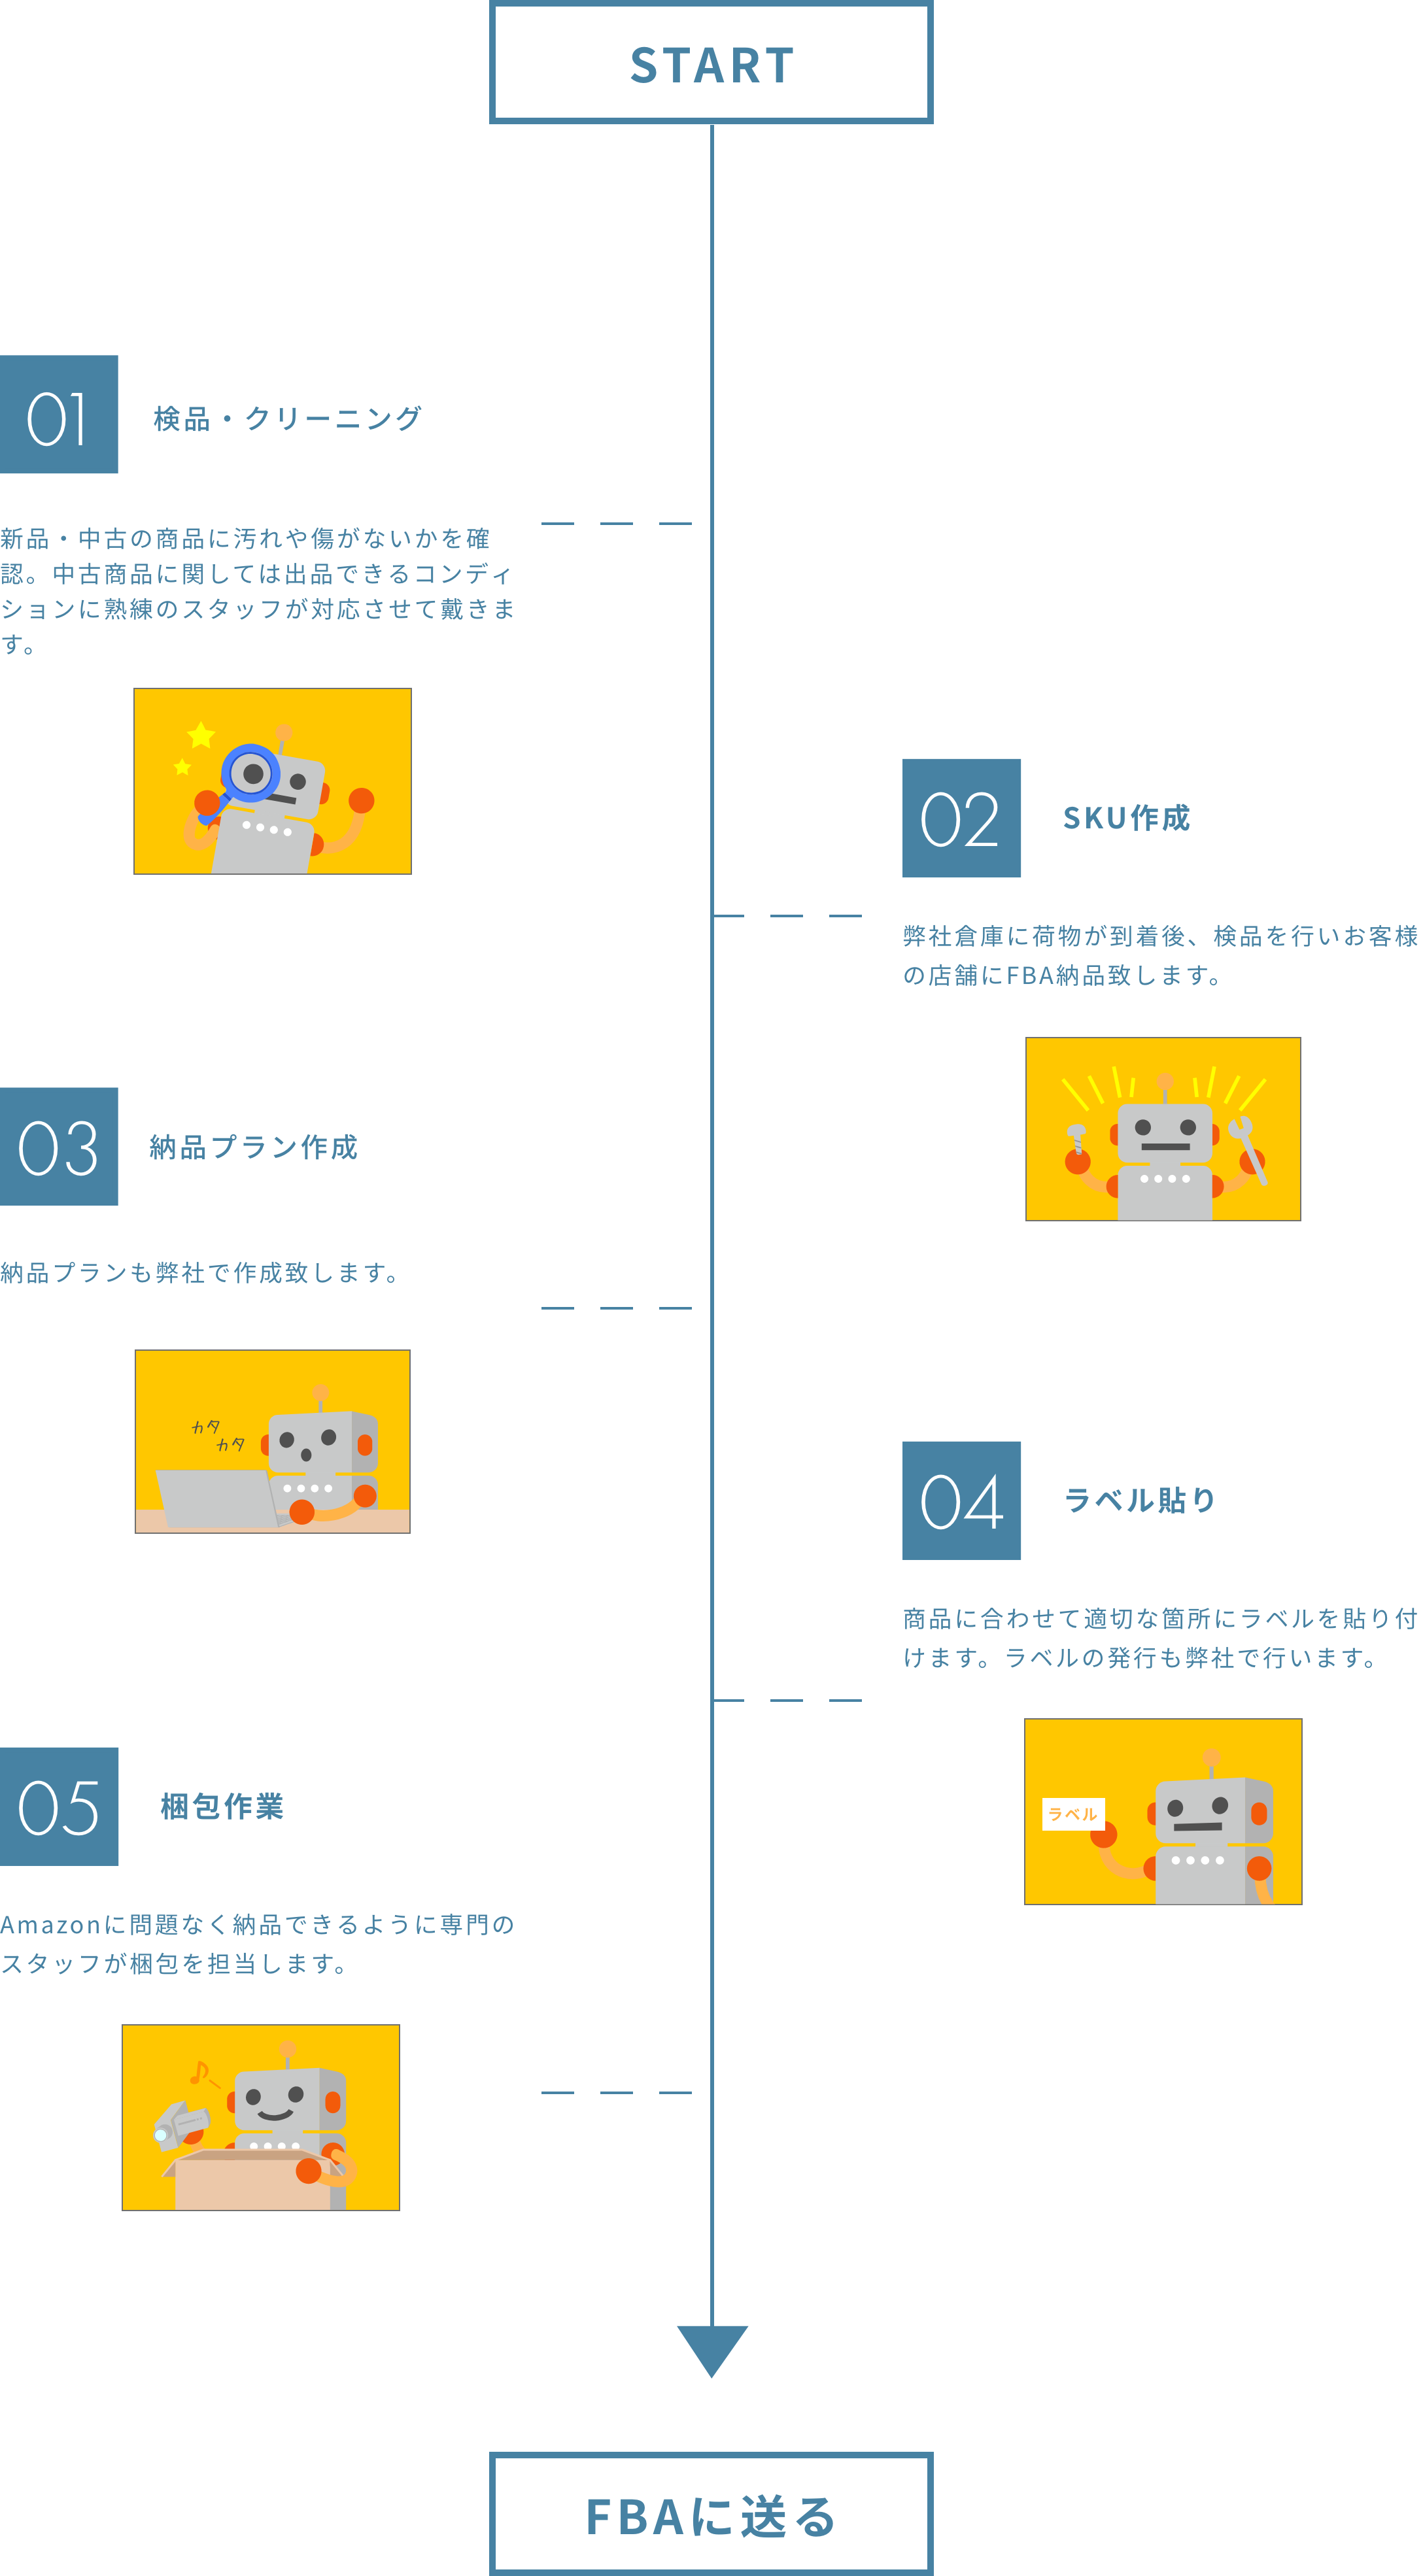 START
01
検品・クリーニング
新品・中古の商品に汚れや傷がないかを確
認。中古商品に関しては出品できるコンディ
ションに熟練のスタッフが対応させて戴きま
す。
02
SKU作成
弊社倉庫に荷物が到着後、検品を行いお客様
の店舗にFBA納品致します。
03
納品プラン作成
納品プランも弊社で作成致します。
カタ
カタ
04
ラベル貼り
商品に合わせて適切な箇所にラベルを貼り付
けます。ラベルの発行も弊社で行います。
ラベル
05
梱包作業
Amazonに問題なく納品できるように専門の
スタッフが梱包を担当します。
FBAに送る